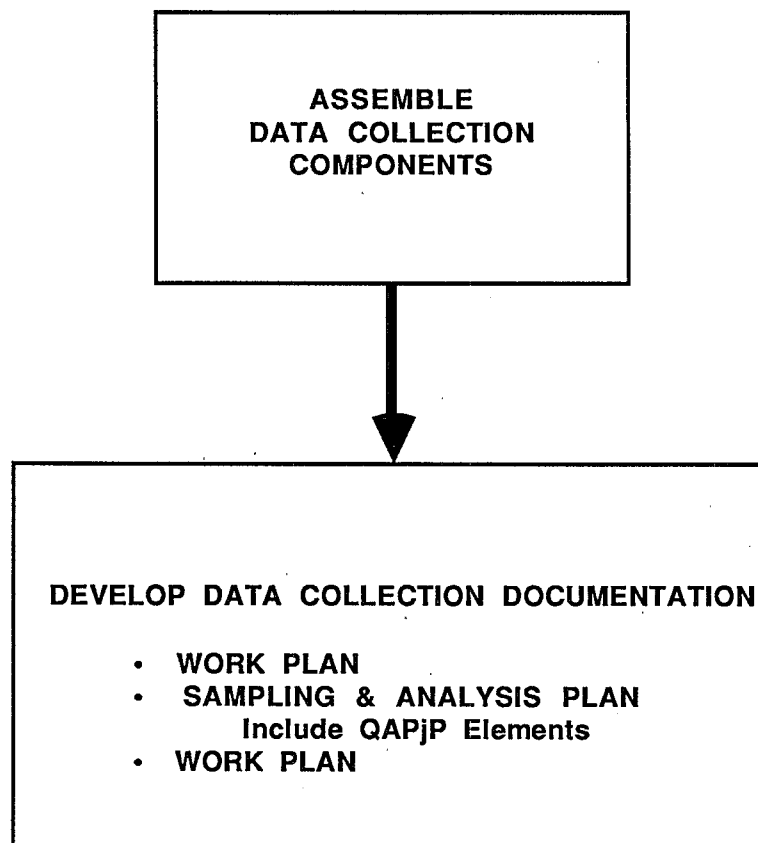 ASSEMBLE
DATA COLLECTION
COMPONENTS
DEVELOP DATA COLLECTION DOCUMENTATION
• WORK PLAN
• SAMPLING & ANALYSIS PLAN
Include QAPjP Elements
• WORK PLAN